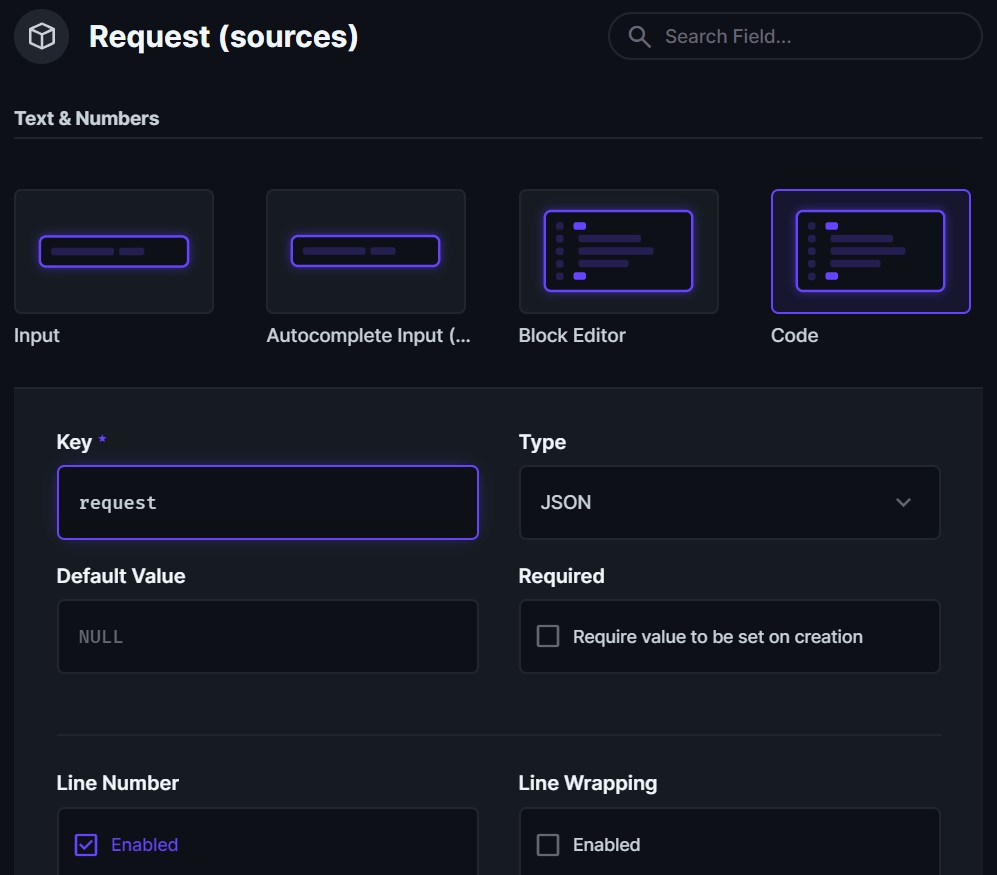 Request (sources)
Search Field...
Text & Numbers
Input
Autocomplete Input (...
Block Editor
Code
Key *
Type
request
JSON
Default Value
Required
NULL
Require value to be set on creation
Line Number
Line Wrapping
Enabled
Enabled